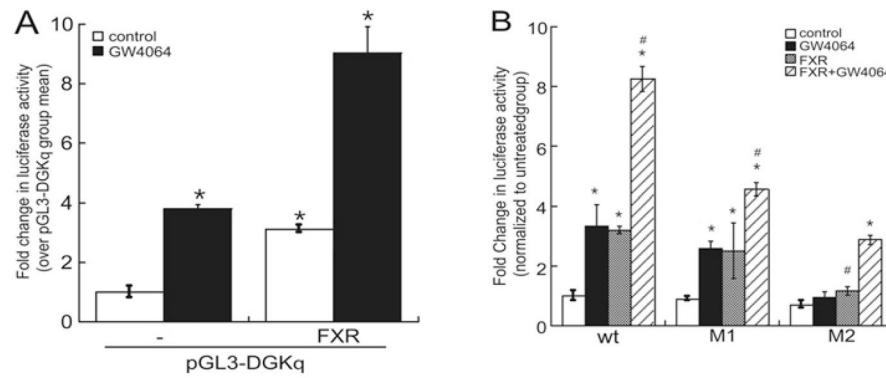 A
control
GW4064
Fold change in luciferase activity
(over pGL3-DGKq group mean)
10
8
6
4
2
0
*
*
*
-
FXR
pGL3-DGKq
B
control
GW4064
FXR
FXR+GW4064
Fold Change in luciferase activity
(normalized to untreatedgroup)
10
8
6
4
2
0
#
*
*
*
#
*
*
*
#
*
wt
M1
M2